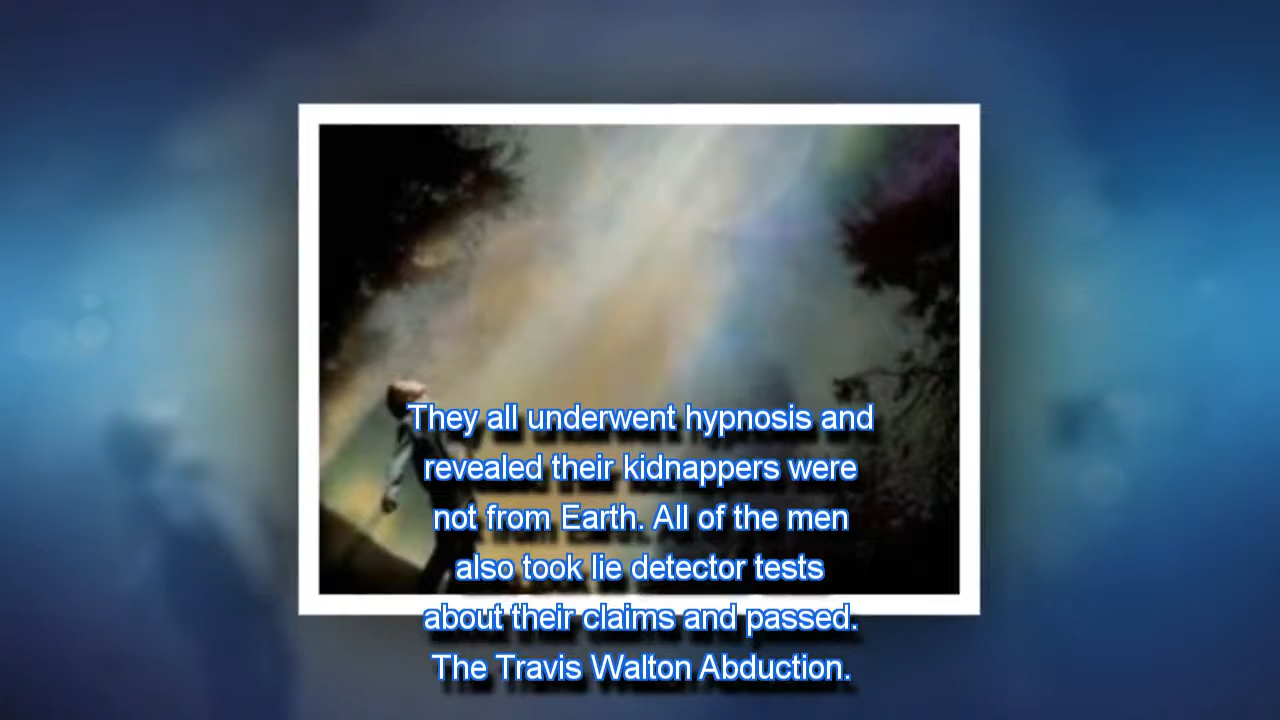 They all underwent hypnosis and
revealed their kidnappers were
not from Earth. All of the men
also took lie detector tests
about their claims and passed.
The Travis Walton Abduction.